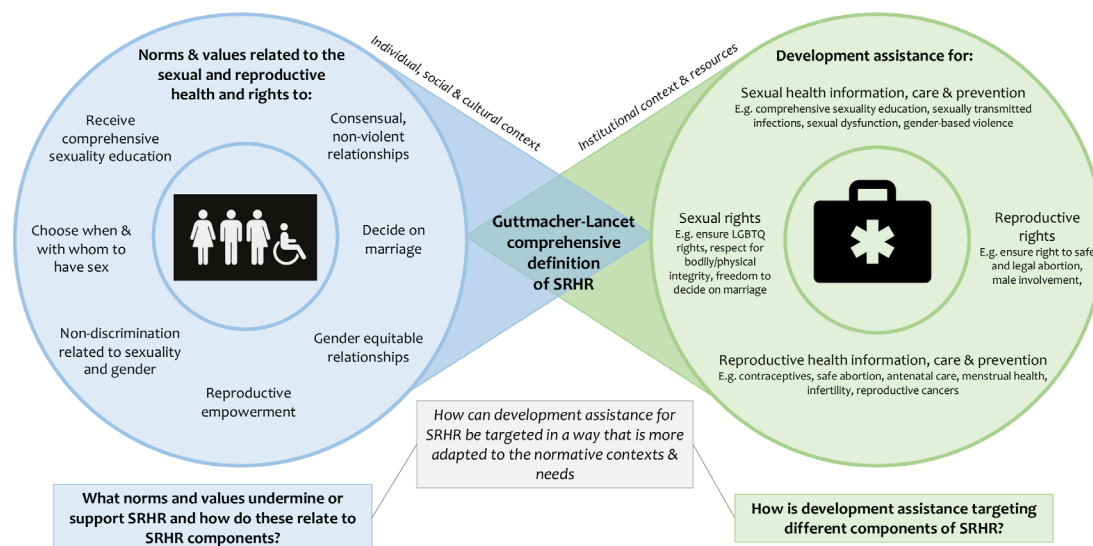 Norms & values related to the
sexual and reproductive
health and rights to:
Receive
comprehensive
sexuality education
Consensual,
non-violent
relationships
Choose when &
with whom to
have sex
Decide on
marriage
Non-discrimination
related to sexuality
and gender
Gender equitable
relationships
Reproductive
empowerment
Individual, social & cultural context
Institutional context & resources
Guttmacher-Lancet
comprehensive
definition
of SRHR
Development assistance for:
Sexual health information, care & prevention
E.g. comprehensive sexuality education, sexually transmitted
infections, sexual dysfunction, gender-based violence
Sexual rights
E.g. ensure LGBTQ
rights, respect for
bodily/physical
integrity, freedom to
decide on marriage
Reproductive
rights
E.g. ensure right to safe
and legal abortion,
male involvement,
Reproductive health information, care & prevention
E.g. contraceptives, safe abortion, antenatal care, menstrual health,
infertility, reproductive cancers
How can development assistance for
SRHR be targeted in a way that is more
adapted to the normative contexts &
needs
What norms and values undermine or
support SRHR and how do these relate to
SRHR components?
How is development assistance targeting
different components of SRHR?